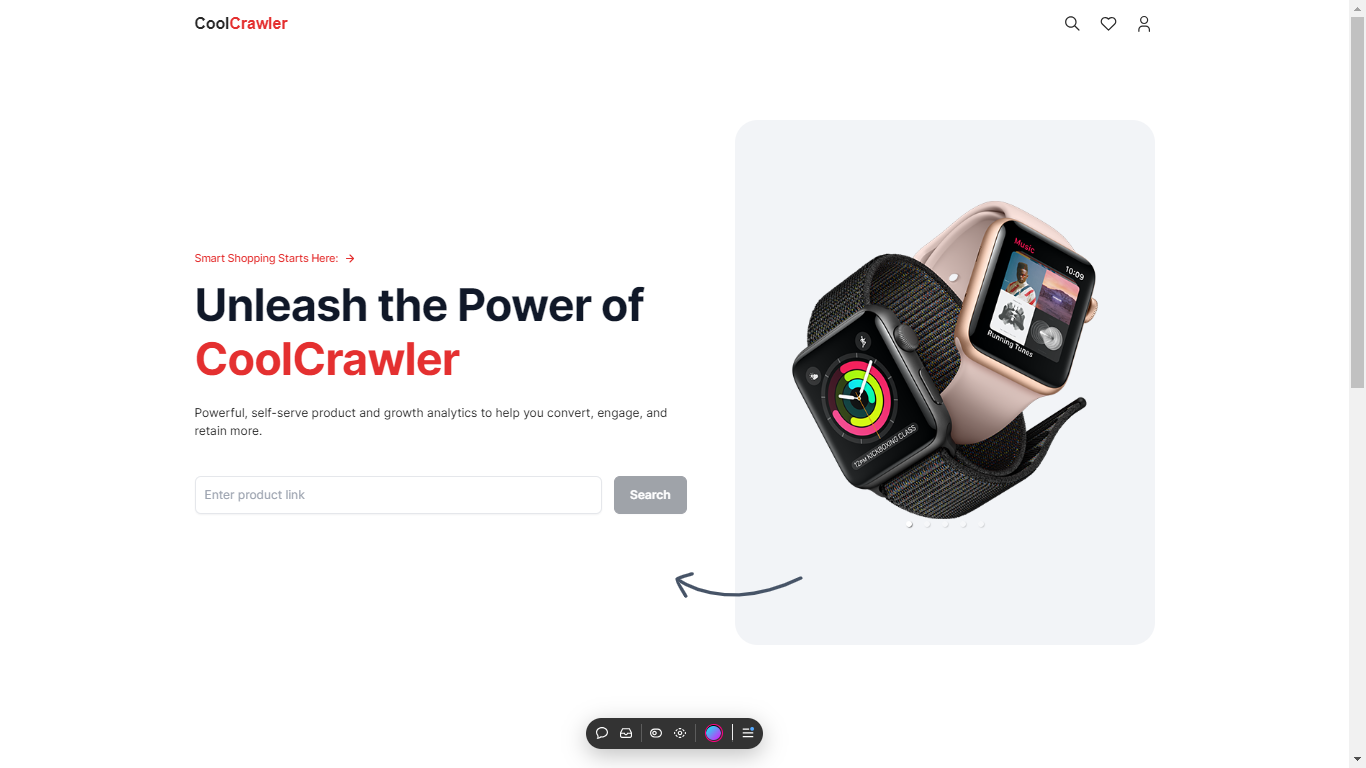 CoolCrawler
Smart Shopping Starts Here:
Unleash the Power of
CoolCrawler
Powerful, self-serve product and growth analytics to help you convert, engage, and
retain more.
Enter product link
Search
Music
10:09
Running Tunes
12PM KICKBOXING CLASS